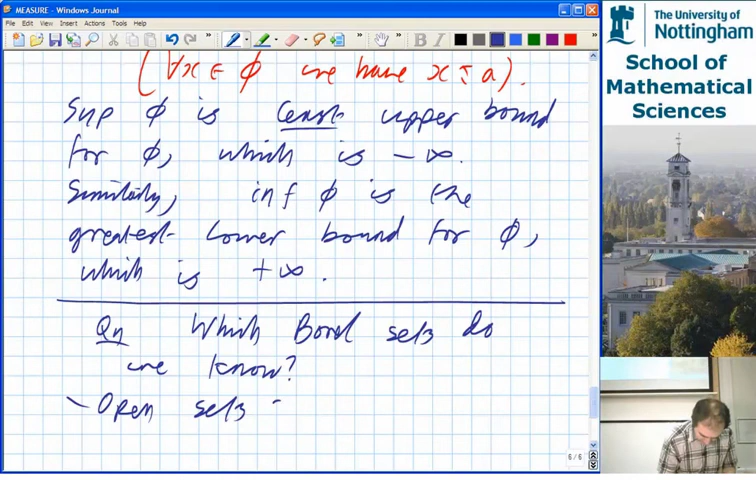 MEASURE - Windows Journal
File Edit View Insert Actions Tools Help
B I
(∀x ∈ ϕ we have x ≤ a).
Sup ϕ is least upper bound
for ϕ, which is -∞.
Similarly, inf ϕ is the
greatest lower bound for ϕ,
which is +∞.
Qn Which Borel sets do
we know?
- Open sets
6/6
The University of
Nottingham
School of
Mathematical
Sciences